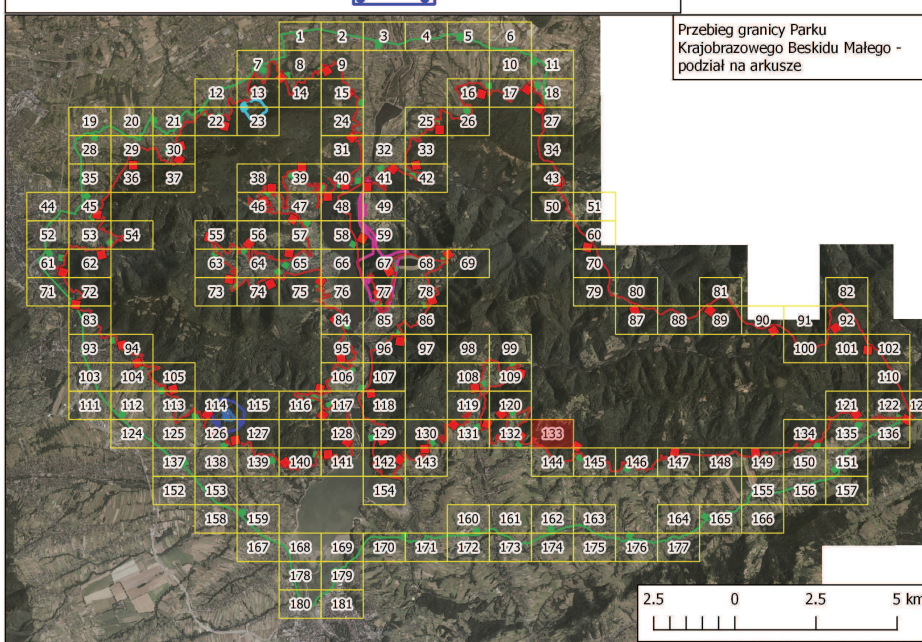 Przebieg granicy Parku
Krajobrazowego Beskidu Małego -
podział na arkusze
1 2 3 4 5 6
7 8 9 10 11
12 13 14 15 16 17 18
19 20 21 22 23 24 25 26 27
28 29 30 31 32 33 34
35 36 37 38 39 40 41 42 43
44 45 46 47 48 49 50 51
52 53 54 55 56 57 58 59 60
61 62 63 64 65 66 67 68 69 70
71 72 73 74 75 76 77 78 79 80 81 82
83 84 85 86 87 88 89 90 91 92
93 94 95 96 97 98 99 100 101 102
103 104 105 106 107 108 109 110
111 112 113 114 115 116 117 118 119 120 121 122
124 125 126 127 128 129 130 131 132 133 134 135 136
137 138 139 140 141 142 143 144 145 146 147 148 149 150 151
152 153 154 155 156 157
158 159 160 161 162 163 164 165 166
167 168 169 170 171 172 173 174 175 176 177
178 179
180 181
2.5 0 2.5 5 km